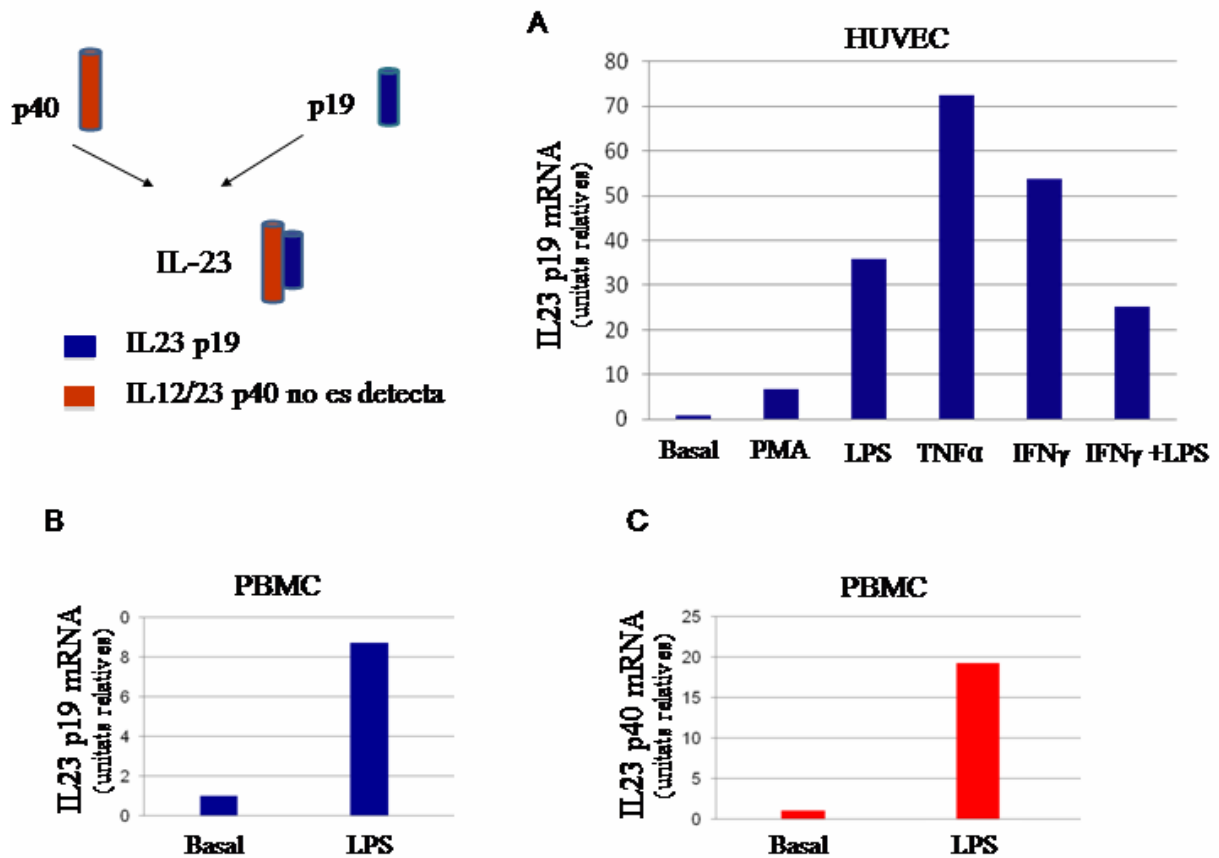 p40
p19
IL-23
IL23 p19
IL12/23 p40 no es detecta
A
HUVEC
IL23 p19 mRNA
(unitats relatives)
80
70
60
50
40
30
20
10
0
Basal
PMA
LPS
TNFα
IFNγ
IFNγ +LPS
B
PBMC
IL23 p19 mRNA
(unitats relatives)
0
8
6
4
2
0
Basal
LPS
C
PBMC
IL23 p40 mRNA
(unitats relatives)
25
20
15
10
5
0
Basal
LPS